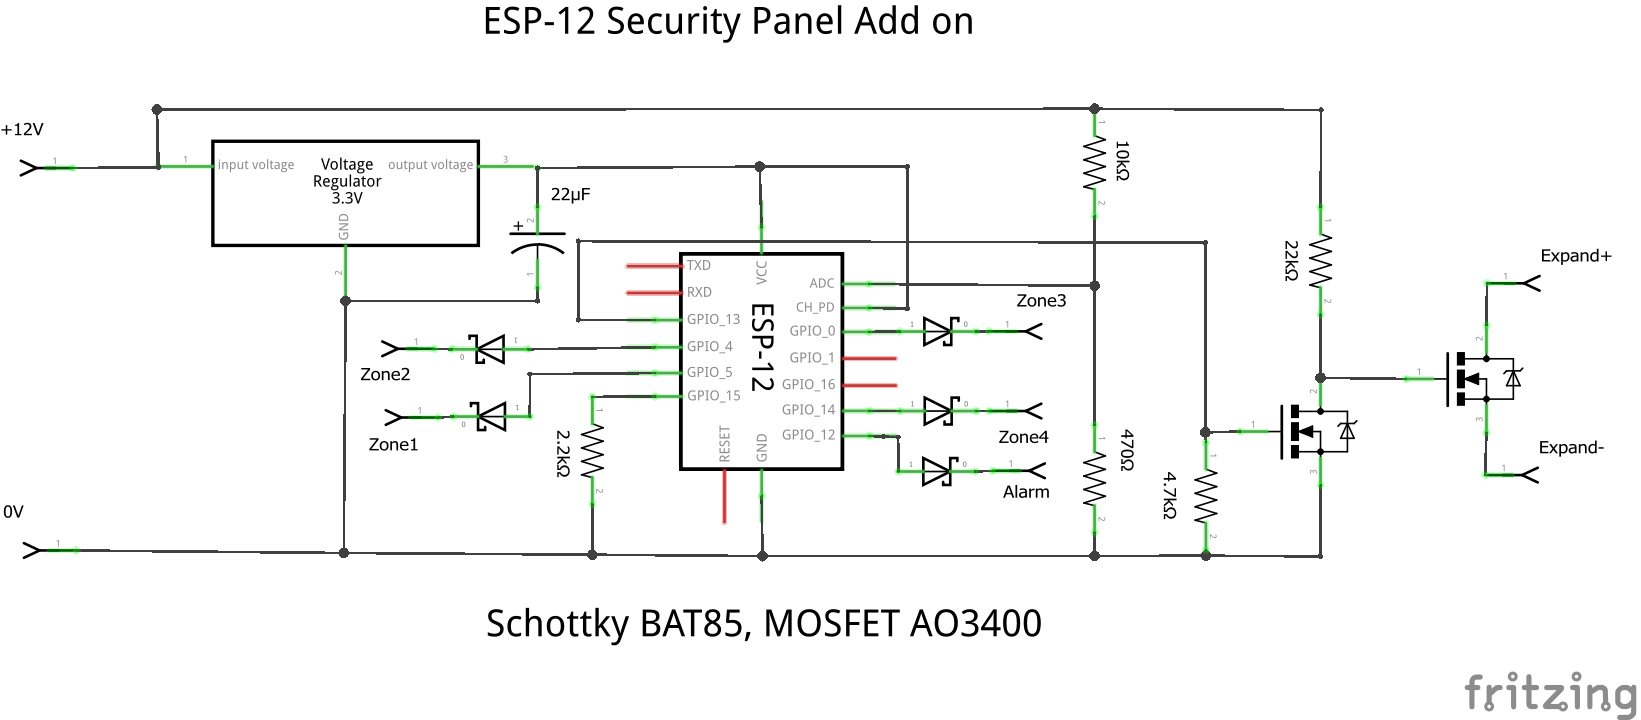 ESP-12 Security Panel Add on
+12V
1
1
input voltage
Voltage
Regulator
3.3V
output voltage
3
GND
2
22µF
+
2
1
10kΩ
1
2
22kΩ
1
2
Expand+
1
2
TXD
RXD
GPIO_13
GPIO_4
GPIO_5
GPIO_15
VCC
ESP-12
RESET
GND
ADC
CH_PD
GPIO_0
GPIO_1
GPIO_16
GPIO_14
GPIO_12
Zone3
1
0
1
Zone2
1
0
1
Zone1
1
0
1
2.2kΩ
1
2
Zone4
1
0
1
Alarm
1
0
1
470Ω
1
2
4.7kΩ
1
2
1
2
3
1
3
Expand-
1
0V
1
Schottky BAT85, MOSFET AO3400
fritzing